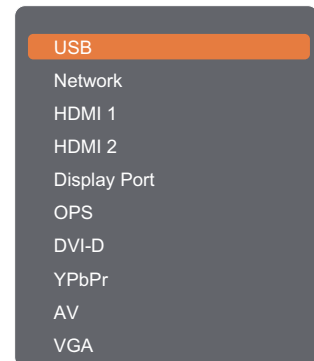 USB
Network
HDMI 1
HDMI 2
Display Port
OPS
DVI-D
YPbPr
AV
VGA